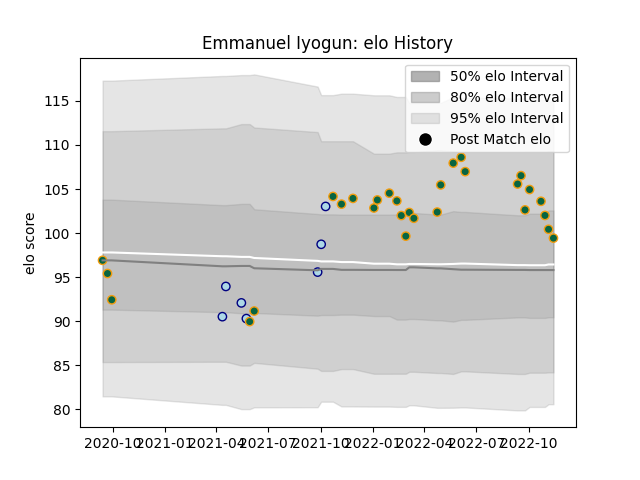 Emmanuel Iyogun: elo History
elo score
115
110
105
100
95
90
85
80
50% elo Interval
80% elo Interval
95% elo Interval
Post Match elo
2020-10 2021-01 2021-04 2021-07 2021-10 2022-01 2022-04 2022-07 2022-10